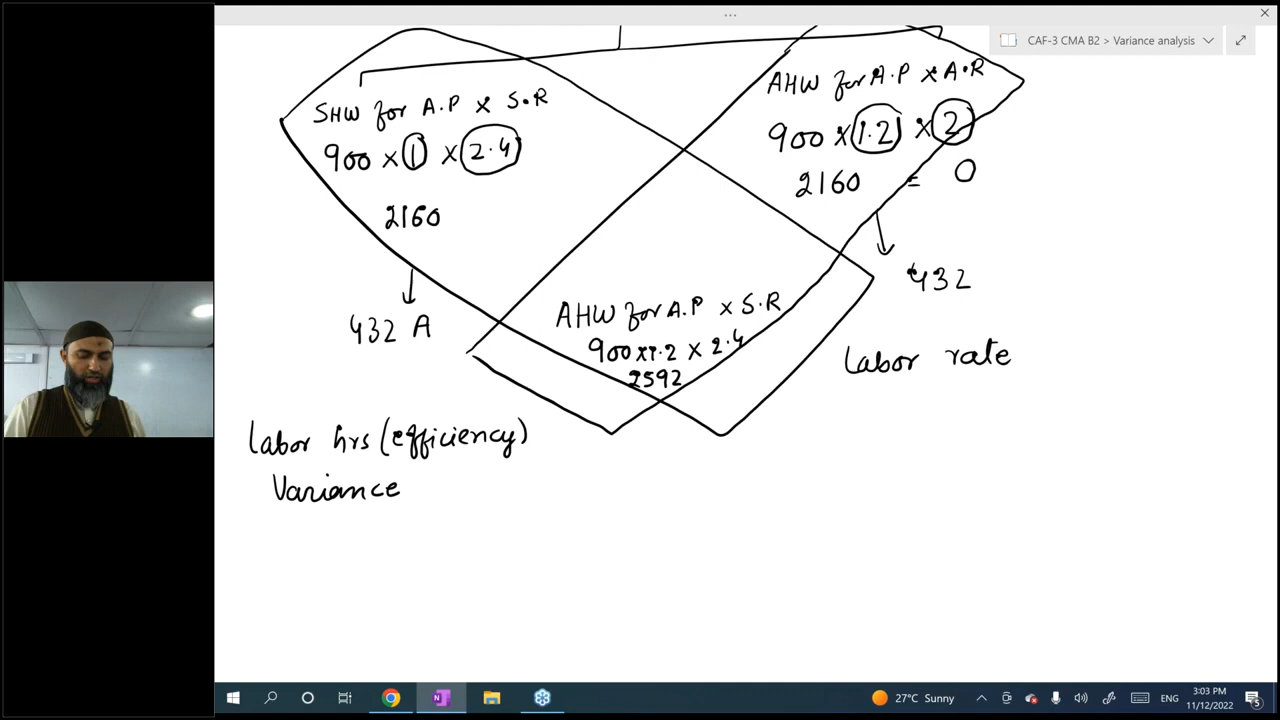 CAF-3 CMA B2 > Variance analysis
SHW for A.P × S.R
900 × 1 × 2.4
2160
432 A
Labor hrs (efficiency)
Variance
AHW for A.P × S.R
900 × 1.2 × 2.4
2592
AHW for A.P × A.R
900 × 1.2 × 2
2160 = 0
432
Labor rate
27°C Sunny
ENG
3:03 PM
11/12/2022
5